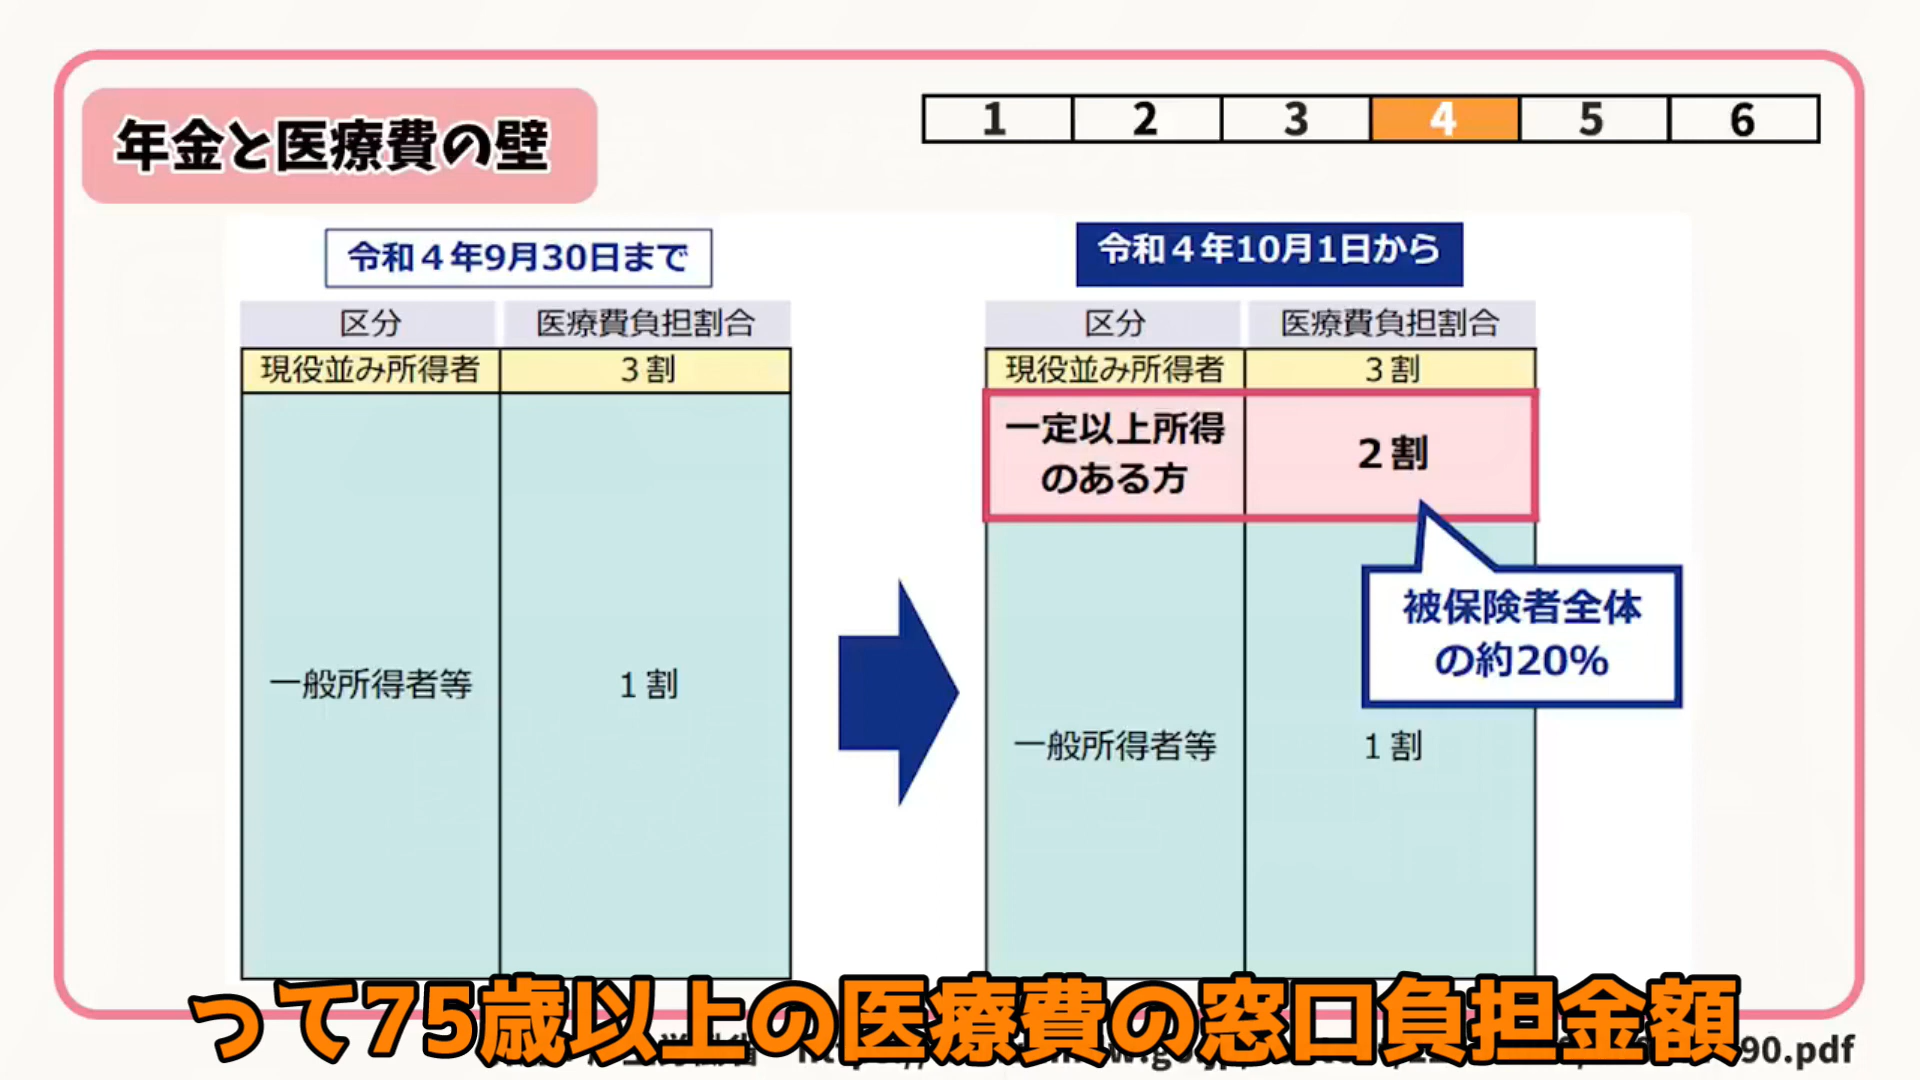 年金と医療費の壁
1 2 3 4 5 6
令和４年9月30日まで
区分 医療費負担割合
現役並み所得者 ３割
一般所得者等 １割
令和４年10月1日から
区分 医療費負担割合
現役並み所得者 ３割
一定以上所得
のある方
２割
被保険者全体
の約20%
一般所得者等 １割
って75歳以上の医療費の窓口負担金額
90.pdf